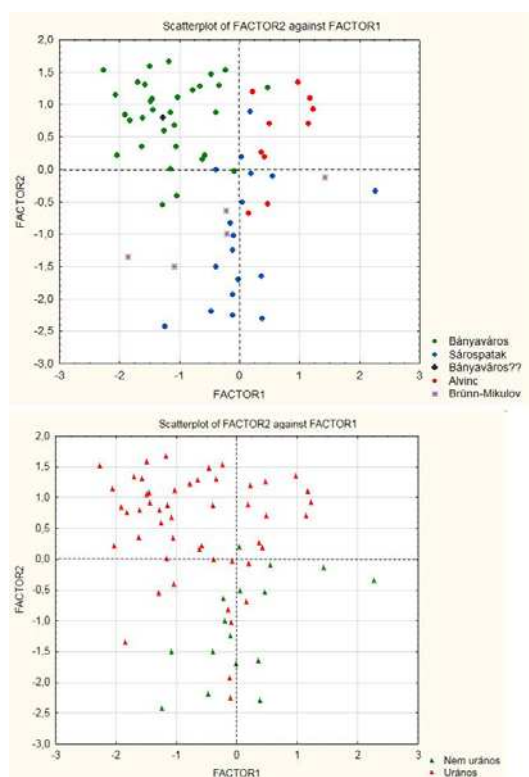 Scatterplot of FACTOR2 against FACTOR1
2,0
1,5
1,0
0,5
0,0
-0,5
-1,0
-1,5
-2,0
-2,5
-3,0
FACTOR2
-3
-2
-1
0
1
2
3
FACTOR1
Bányaváros
Sárospatak
Bányaváros??
Alvinc
Brünn-Mikulov
Scatterplot of FACTOR2 against FACTOR1
2,0
1,5
1,0
0,5
0,0
-0,5
-1,0
-1,5
-2,0
-2,5
-3,0
FACTOR2
-3
-2
-1
0
1
2
3
FACTOR1
Nem urános
Urános